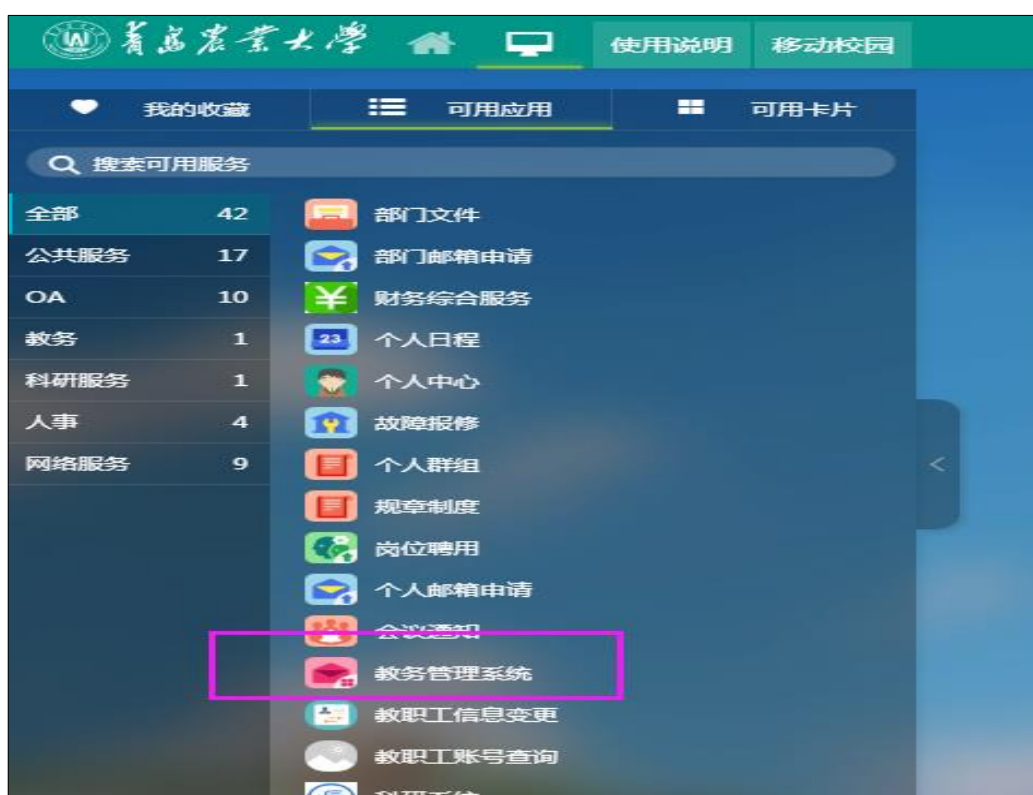 青岛农业大学 使用说明 移动校园
我的收藏 可用应用 可用卡片
搜索可用服务
全部 42
公共服务 17
OA 10
教务 1
科研服务 1
人事 4
网络服务 9
部门文件
部门邮箱申请
财务综合服务
23 个人日程
个人中心
故障报修
个人群组
规章制度
岗位聘用
个人邮箱申请
会议通知
教务管理系统
教职工信息变更
教职工账号查询
科研系统